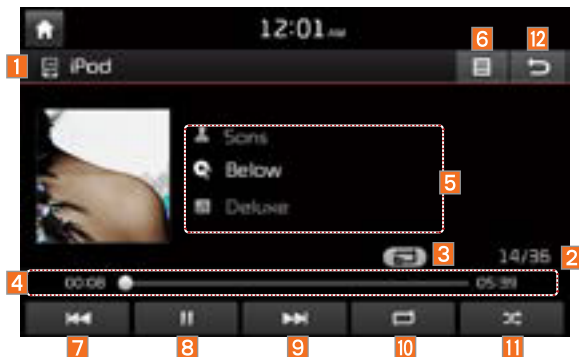 12:01 AM
6 12
1 iPod
Sons
Below
5
Deluxe
3 14/36 2
4 00:08 05:39
7 8 9 10 11